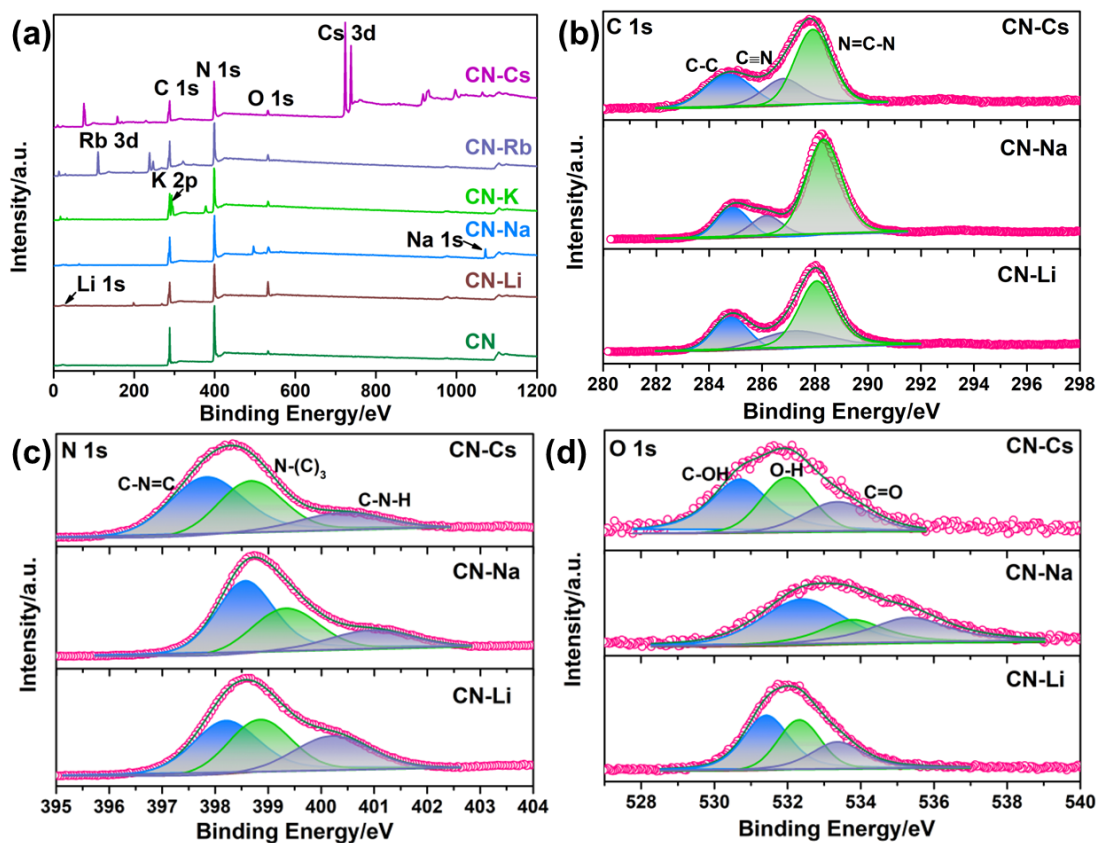 (a)
Cs 3d
CN-Cs
N 1s
C 1s
O 1s
Rb 3d
CN-Rb
K 2p
CN-K
CN-Na
Na 1s
Li 1s
CN-Li
CN
Intensity/a.u.
0 200 400 600 800 1000 1200
Binding Energy/eV
(b)
C 1s
CN-Cs
N=C-N
C≡N
C-C
CN-Na
CN-Li
Intensity/a.u.
280 282 284 286 288 290 292 294 296 298
Binding Energy/eV
(c)
N 1s
CN-Cs
N-(C)₃
C-N=C
C-N-H
CN-Na
CN-Li
Intensity/a.u.
395 396 397 398 399 400 401 402 403 404
Binding Energy/eV
(d)
O 1s
CN-Cs
C-OH
O-H
C=O
CN-Na
CN-Li
Intensity/a.u.
528 530 532 534 536 538 540
Binding Energy/eV